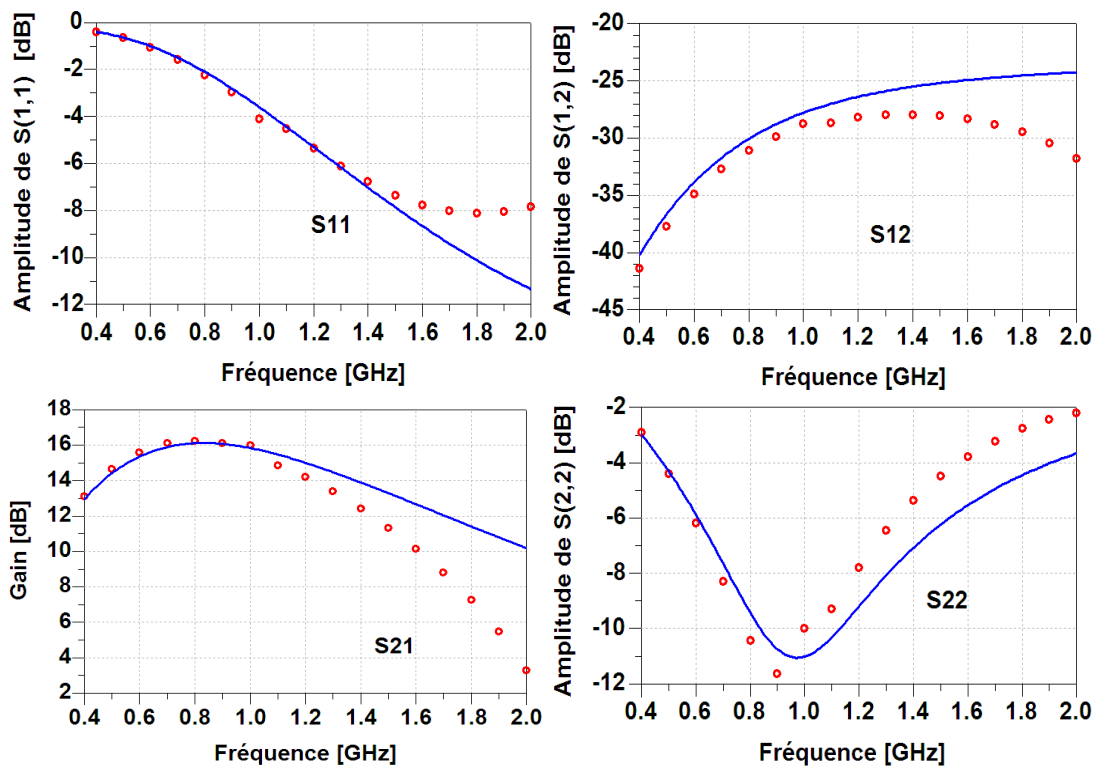 Amplitude de S(1,1) [dB]
0
-2
-4
-6
-8
-10
-12
S11
0.4 0.6 0.8 1.0 1.2 1.4 1.6 1.8 2.0
Fréquence [GHz]
Amplitude de S(1,2) [dB]
-20
-25
-30
-35
-40
-45
S12
0.4 0.6 0.8 1.0 1.2 1.4 1.6 1.8 2.0
Fréquence [GHz]
Gain [dB]
18
16
14
12
10
8
6
4
2
S21
0.4 0.6 0.8 1.0 1.2 1.4 1.6 1.8 2.0
Fréquence [GHz]
Amplitude de S(2,2) [dB]
-2
-4
-6
-8
-10
-12
S22
0.4 0.6 0.8 1.0 1.2 1.4 1.6 1.8 2.0
Fréquence [GHz]